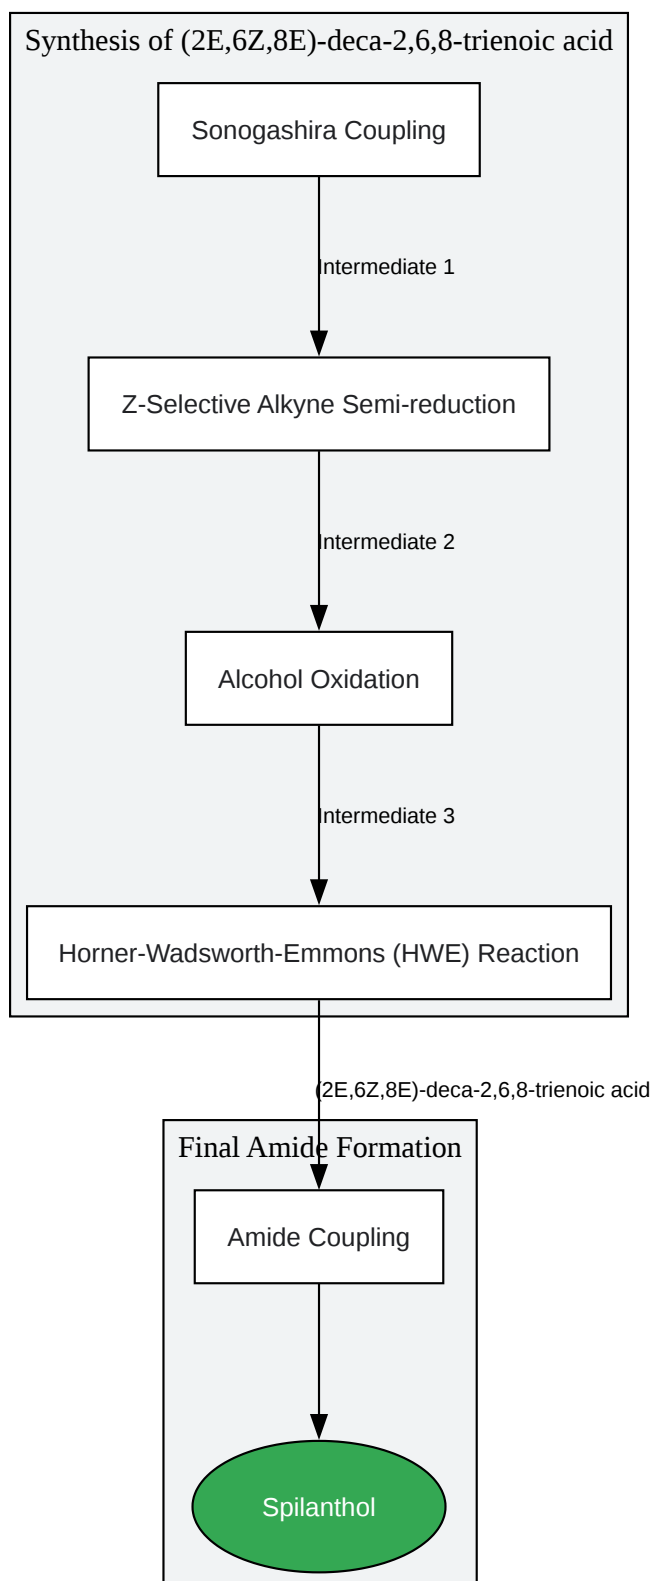 Synthesis of (2E,6Z,8E)-deca-2,6,8-trienoic acid
Sonogashira Coupling
Intermediate 1
Z-Selective Alkyne Semi-reduction
Intermediate 2
Alcohol Oxidation
Intermediate 3
Horner-Wadsworth-Emmons (HWE) Reaction
(2E,6Z,8E)-deca-2,6,8-trienoic acid
Final Amide Formation
Amide Coupling
Spilanthol